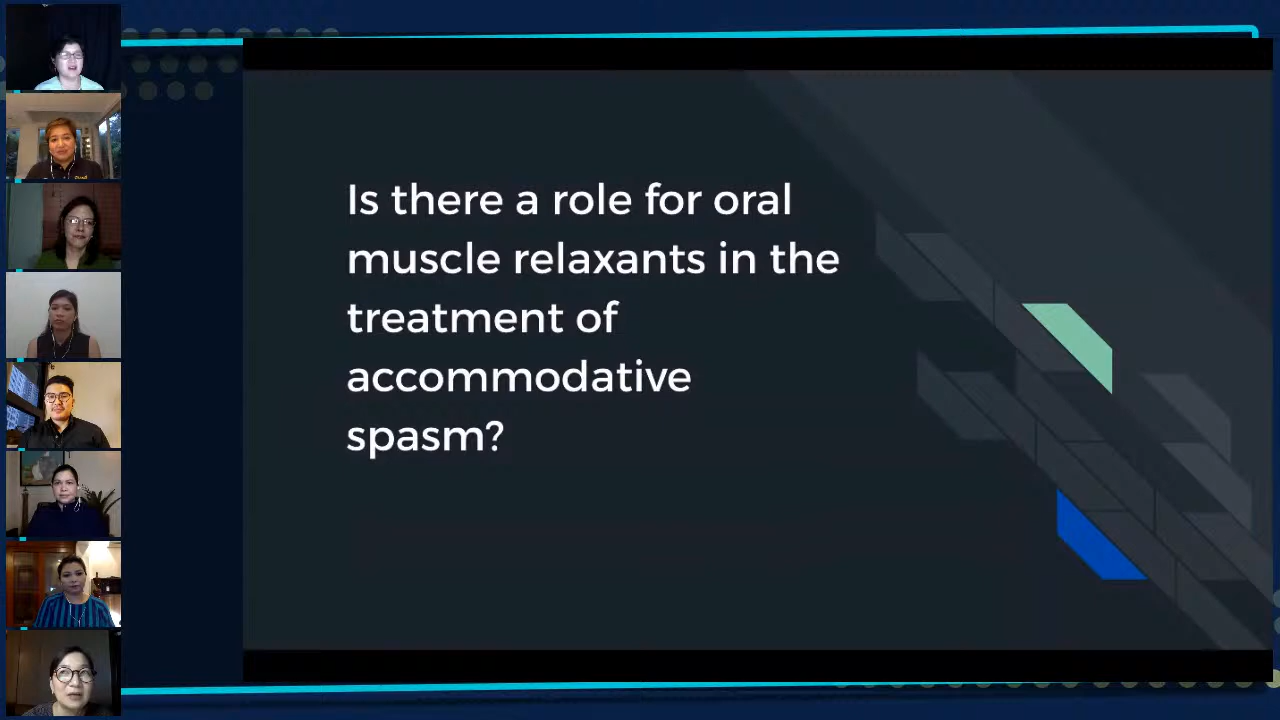 Is there a role for oral
muscle relaxants in the
treatment of
accommodative
spasm?